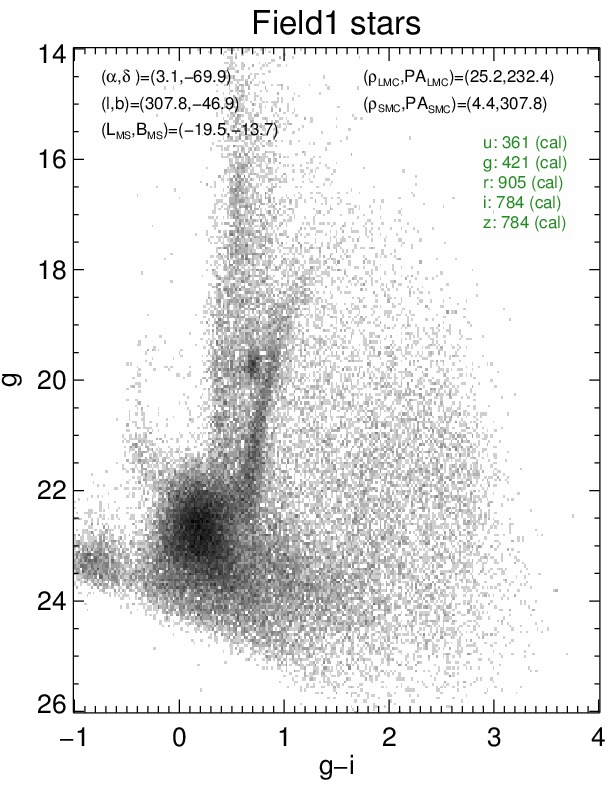 Field1 stars
(α,δ )=(3.1,−69.9)
(ρLMC,PALMC)=(25.2,232.4)
(l,b)=(307.8,−46.9)
(ρSMC,PASMC)=(4.4,307.8)
(LMS,BMS)=(−19.5,−13.7)
u: 361 (cal)
g: 421 (cal)
r: 905 (cal)
i: 784 (cal)
z: 784 (cal)
14
16
18
20
22
24
26
g
−1
0
1
2
3
4
g−i